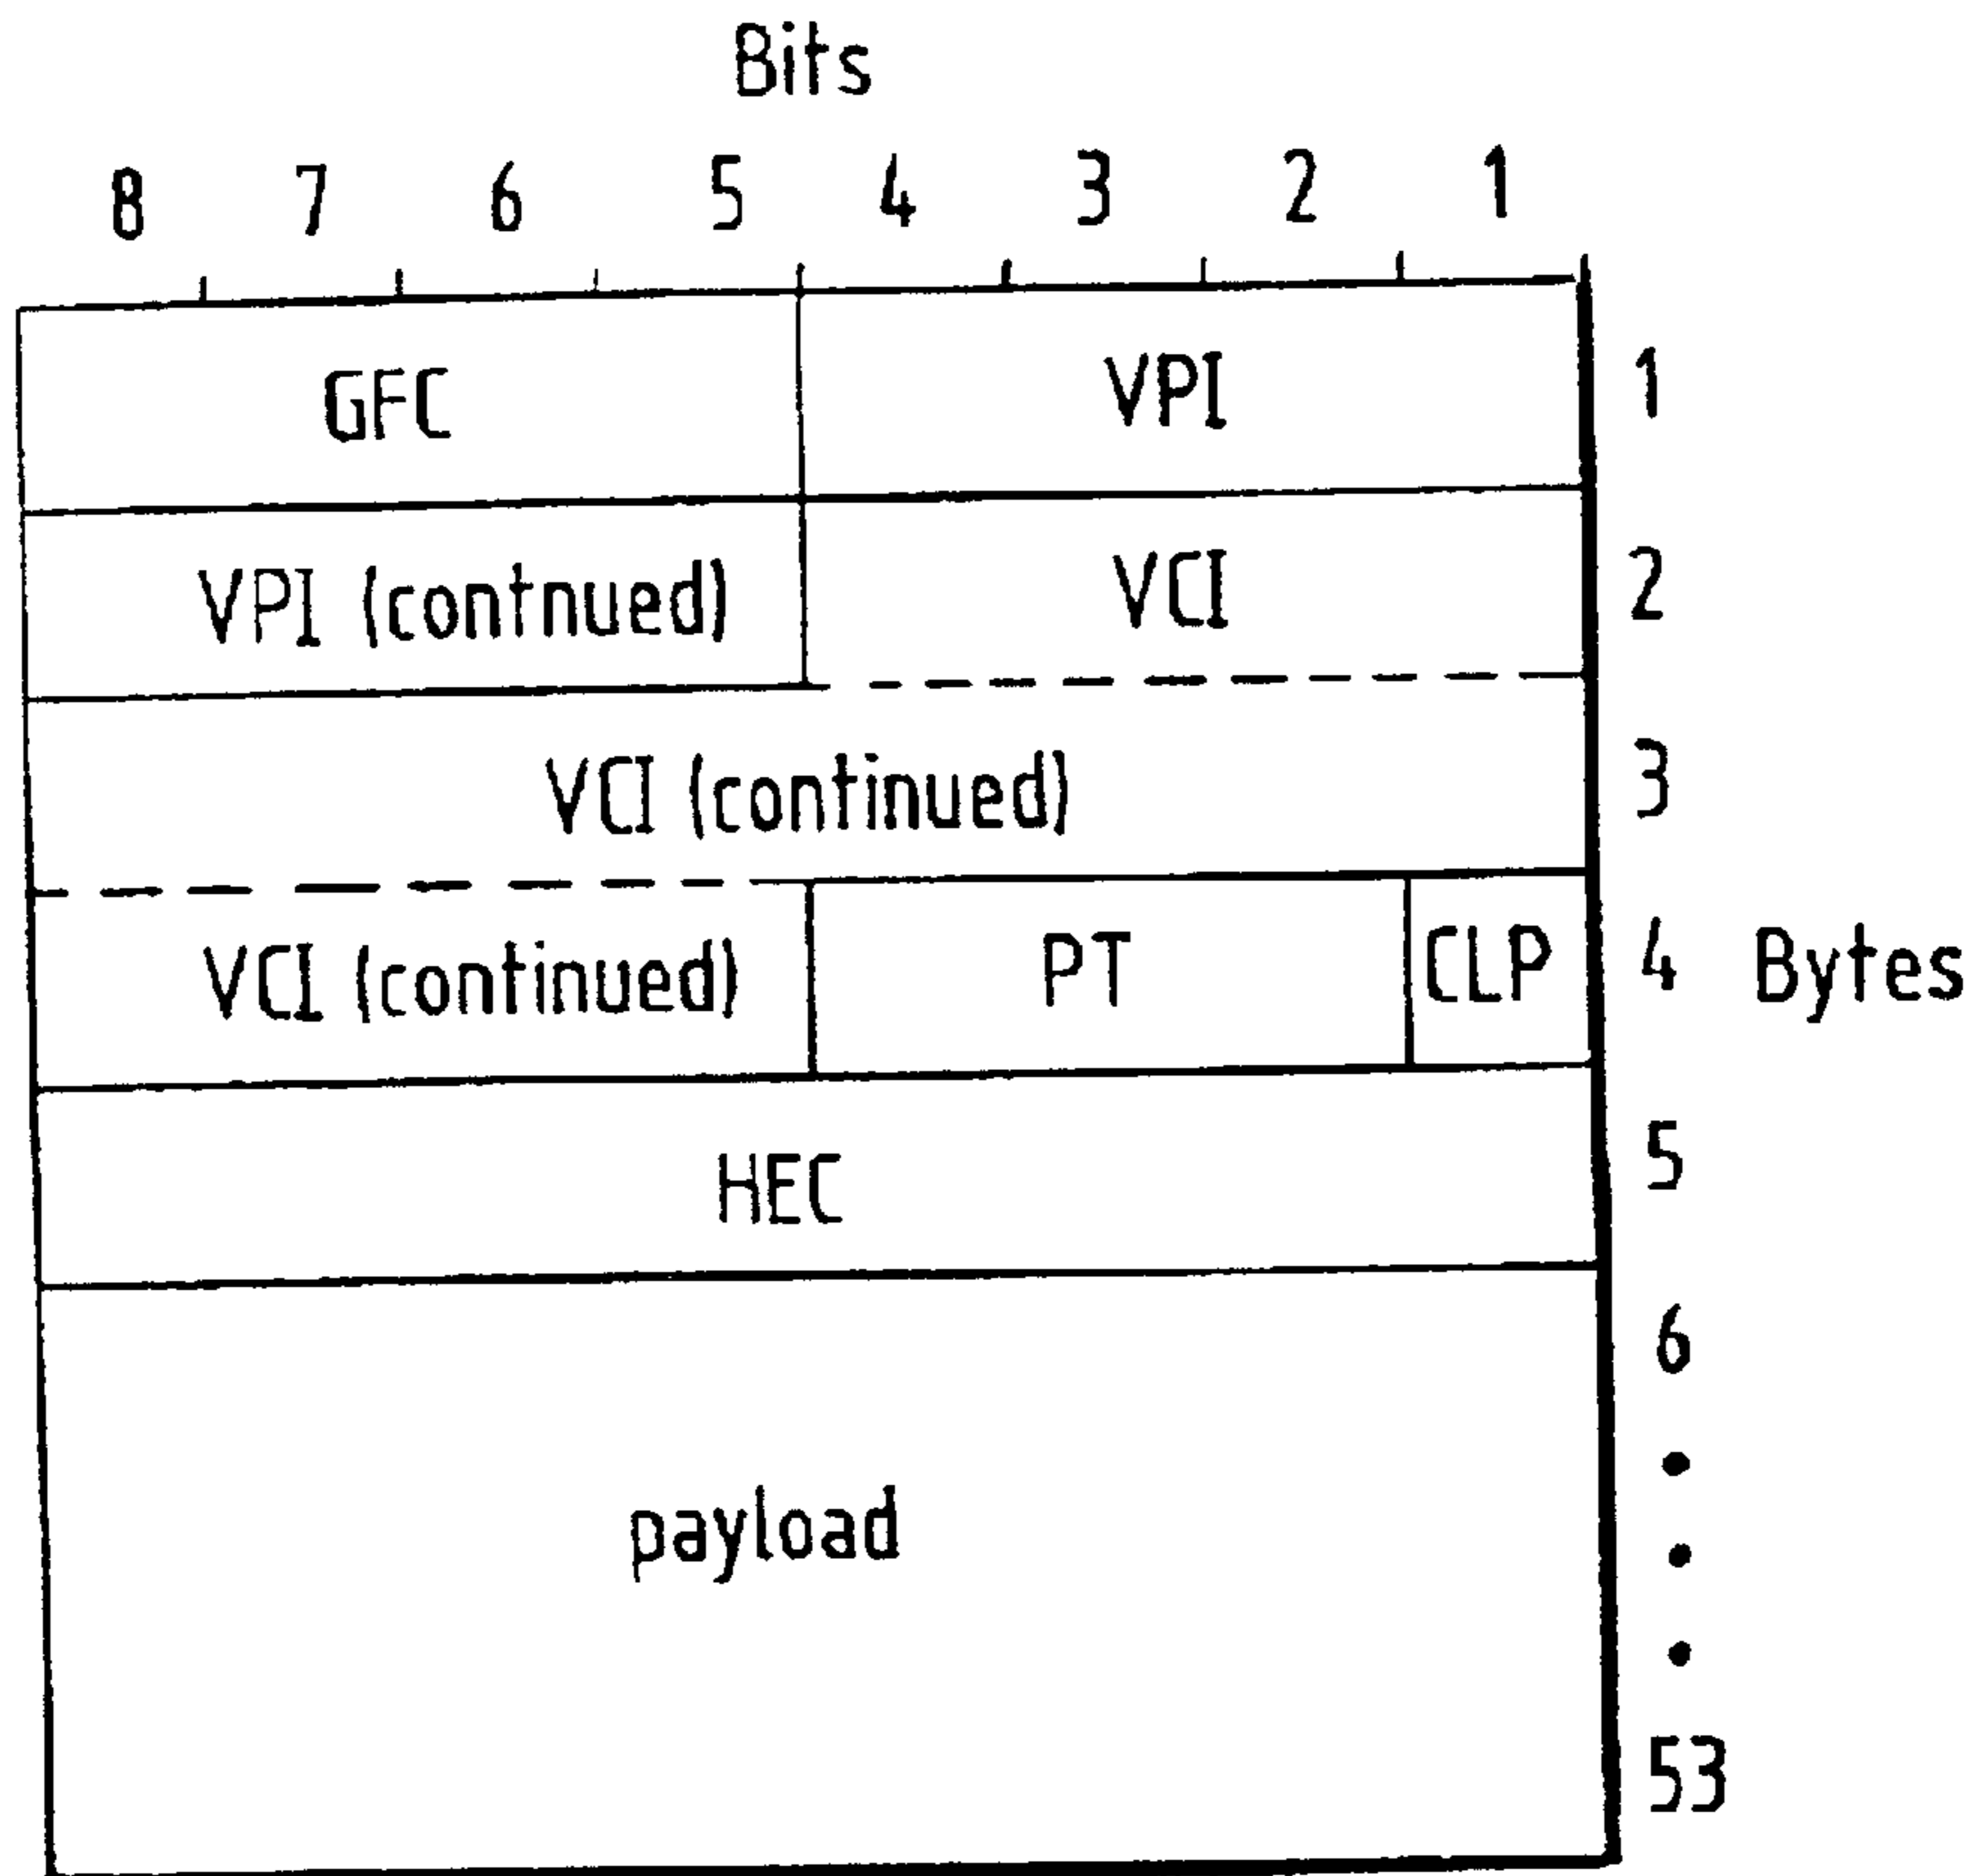 Bits
8 7 6 5 4 3 2 1
GFC VPI 1
VPI (contnued) VCI 2
VCI (continued) 3
VCI (continued) PT CLP 4 Bytes
HEC 5
6
payload
53